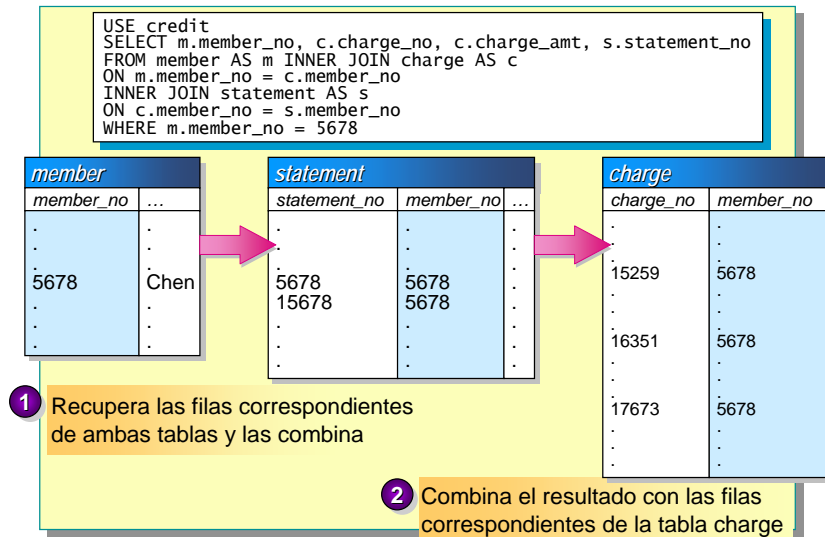 USE credit
SELECT m.member_no, c.charge_no, c.charge_amt, s.statement_no
FROM member AS m INNER JOIN charge AS c
ON m.member_no = c.member_no
INNER JOIN statement AS s
ON c.member_no = s.member_no
WHERE m.member_no = 5678
member
member_no …
.
.
.
5678 Chen
.
.
.
statement
statement_no member_no …
.
.
.
5678 5678 .
15678 5678 .
.
.
.
charge
charge_no member_no
.
.
.
15259 5678
.
.
.
16351 5678
.
.
.
17673 5678
.
.
.
1 Recupera las filas correspondientes
de ambas tablas y las combina
2 Combina el resultado con las filas
correspondientes de la tabla charge